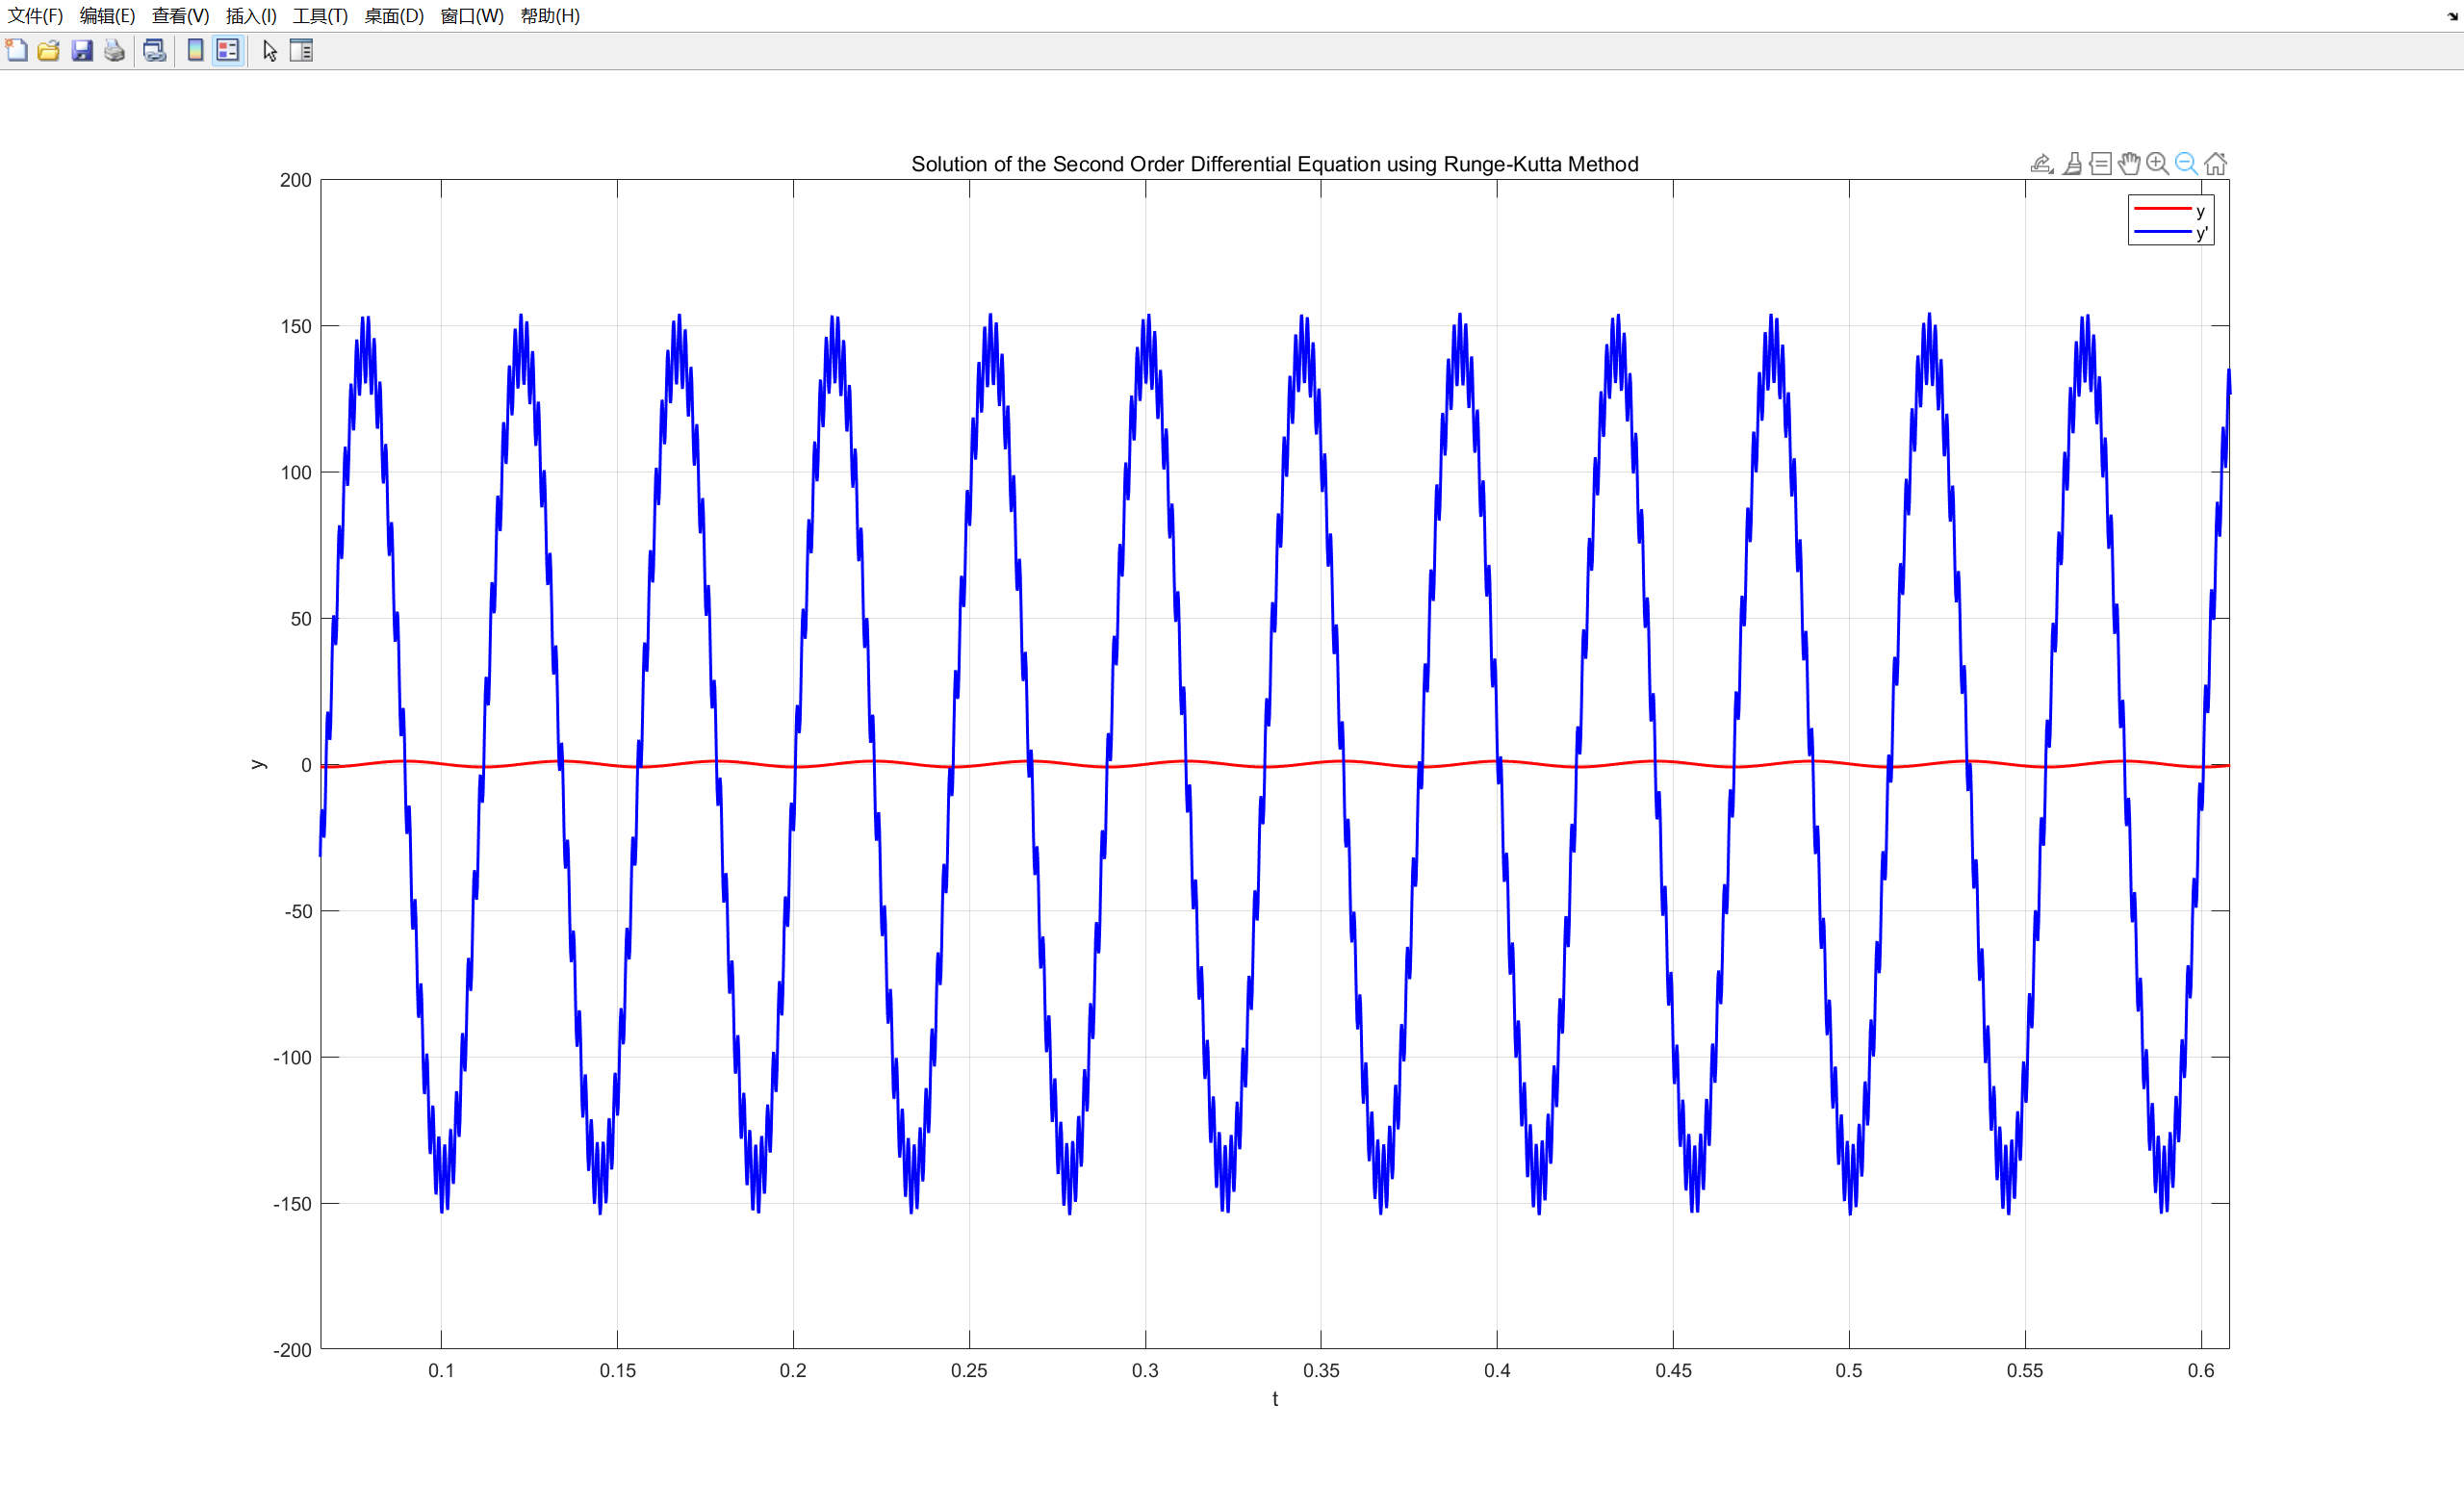 文件(F) 编辑(E) 查看(V) 插入(I) 工具(T) 桌面(D) 窗口(W) 帮助(H)
Solution of the Second Order Differential Equation using Runge-Kutta Method
y
y'
200
150
100
50
0
-50
-100
-150
-200
y
0.1 0.15 0.2 0.25 0.3 0.35 0.4 0.45 0.5 0.55 0.6
t